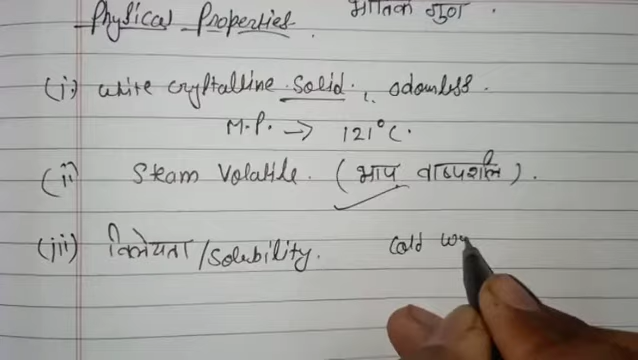 Physical Properties. भौतिक गुण.
(i) white crystalline solid, odourless.
M.P. → 121°C.
(ii) Steam Volatile. (भाप वाष्पशील).
(iii) विलेयता/Solubility. Cold